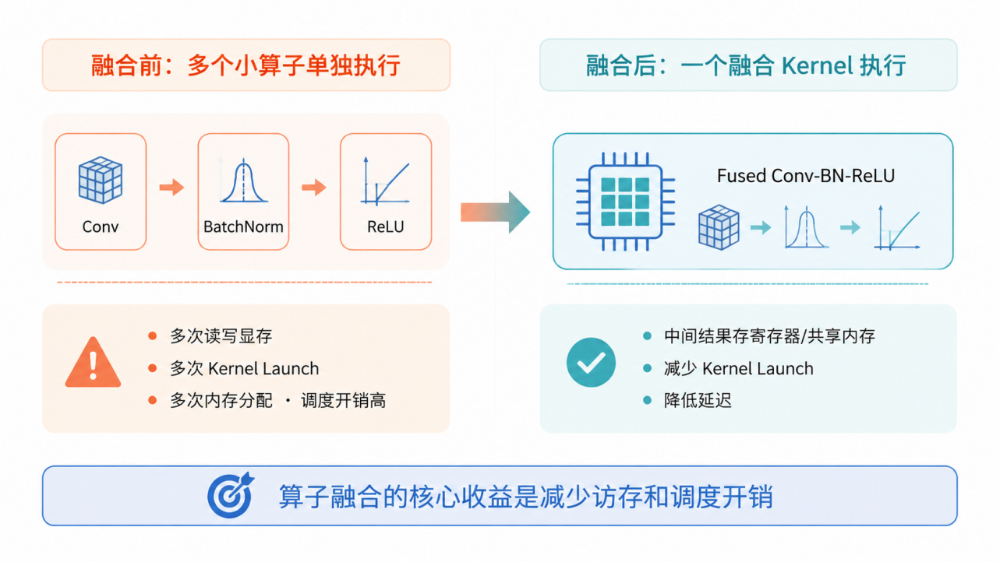 融合前：多个小算子单独执行
Conv
BatchNorm
ReLU
多次读写显存
多次 Kernel Launch
多次内存分配 · 调度开销高
融合后：一个融合 Kernel 执行
Fused Conv-BN-ReLU
中间结果存寄存器/共享内存
减少 Kernel Launch
降低延迟
算子融合的核心收益是减少访存和调度开销